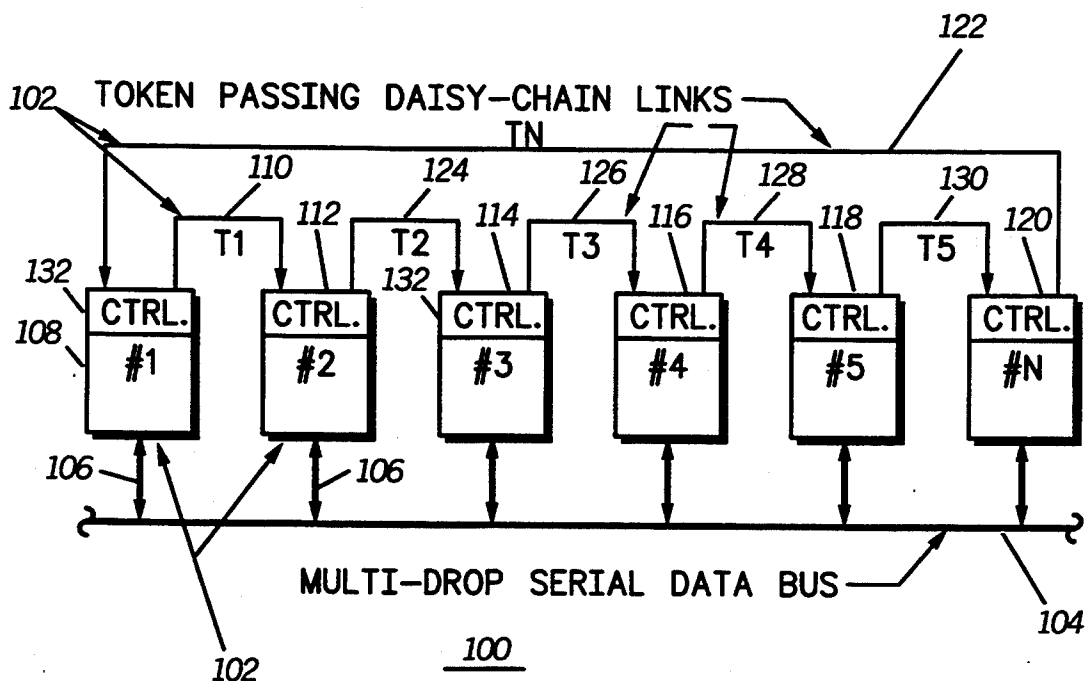 122
102 TOKEN PASSING DAISY-CHAIN LINKS
TN
110 124 126 128 130
112 114 116 118 120
T1 T2 T3 T4 T5
132 CTRL. CTRL. 132 CTRL. CTRL. CTRL. CTRL.
108 #1 #2 #3 #4 #5 #N
106 106
MULTI-DROP SERIAL DATA BUS
104
102 100